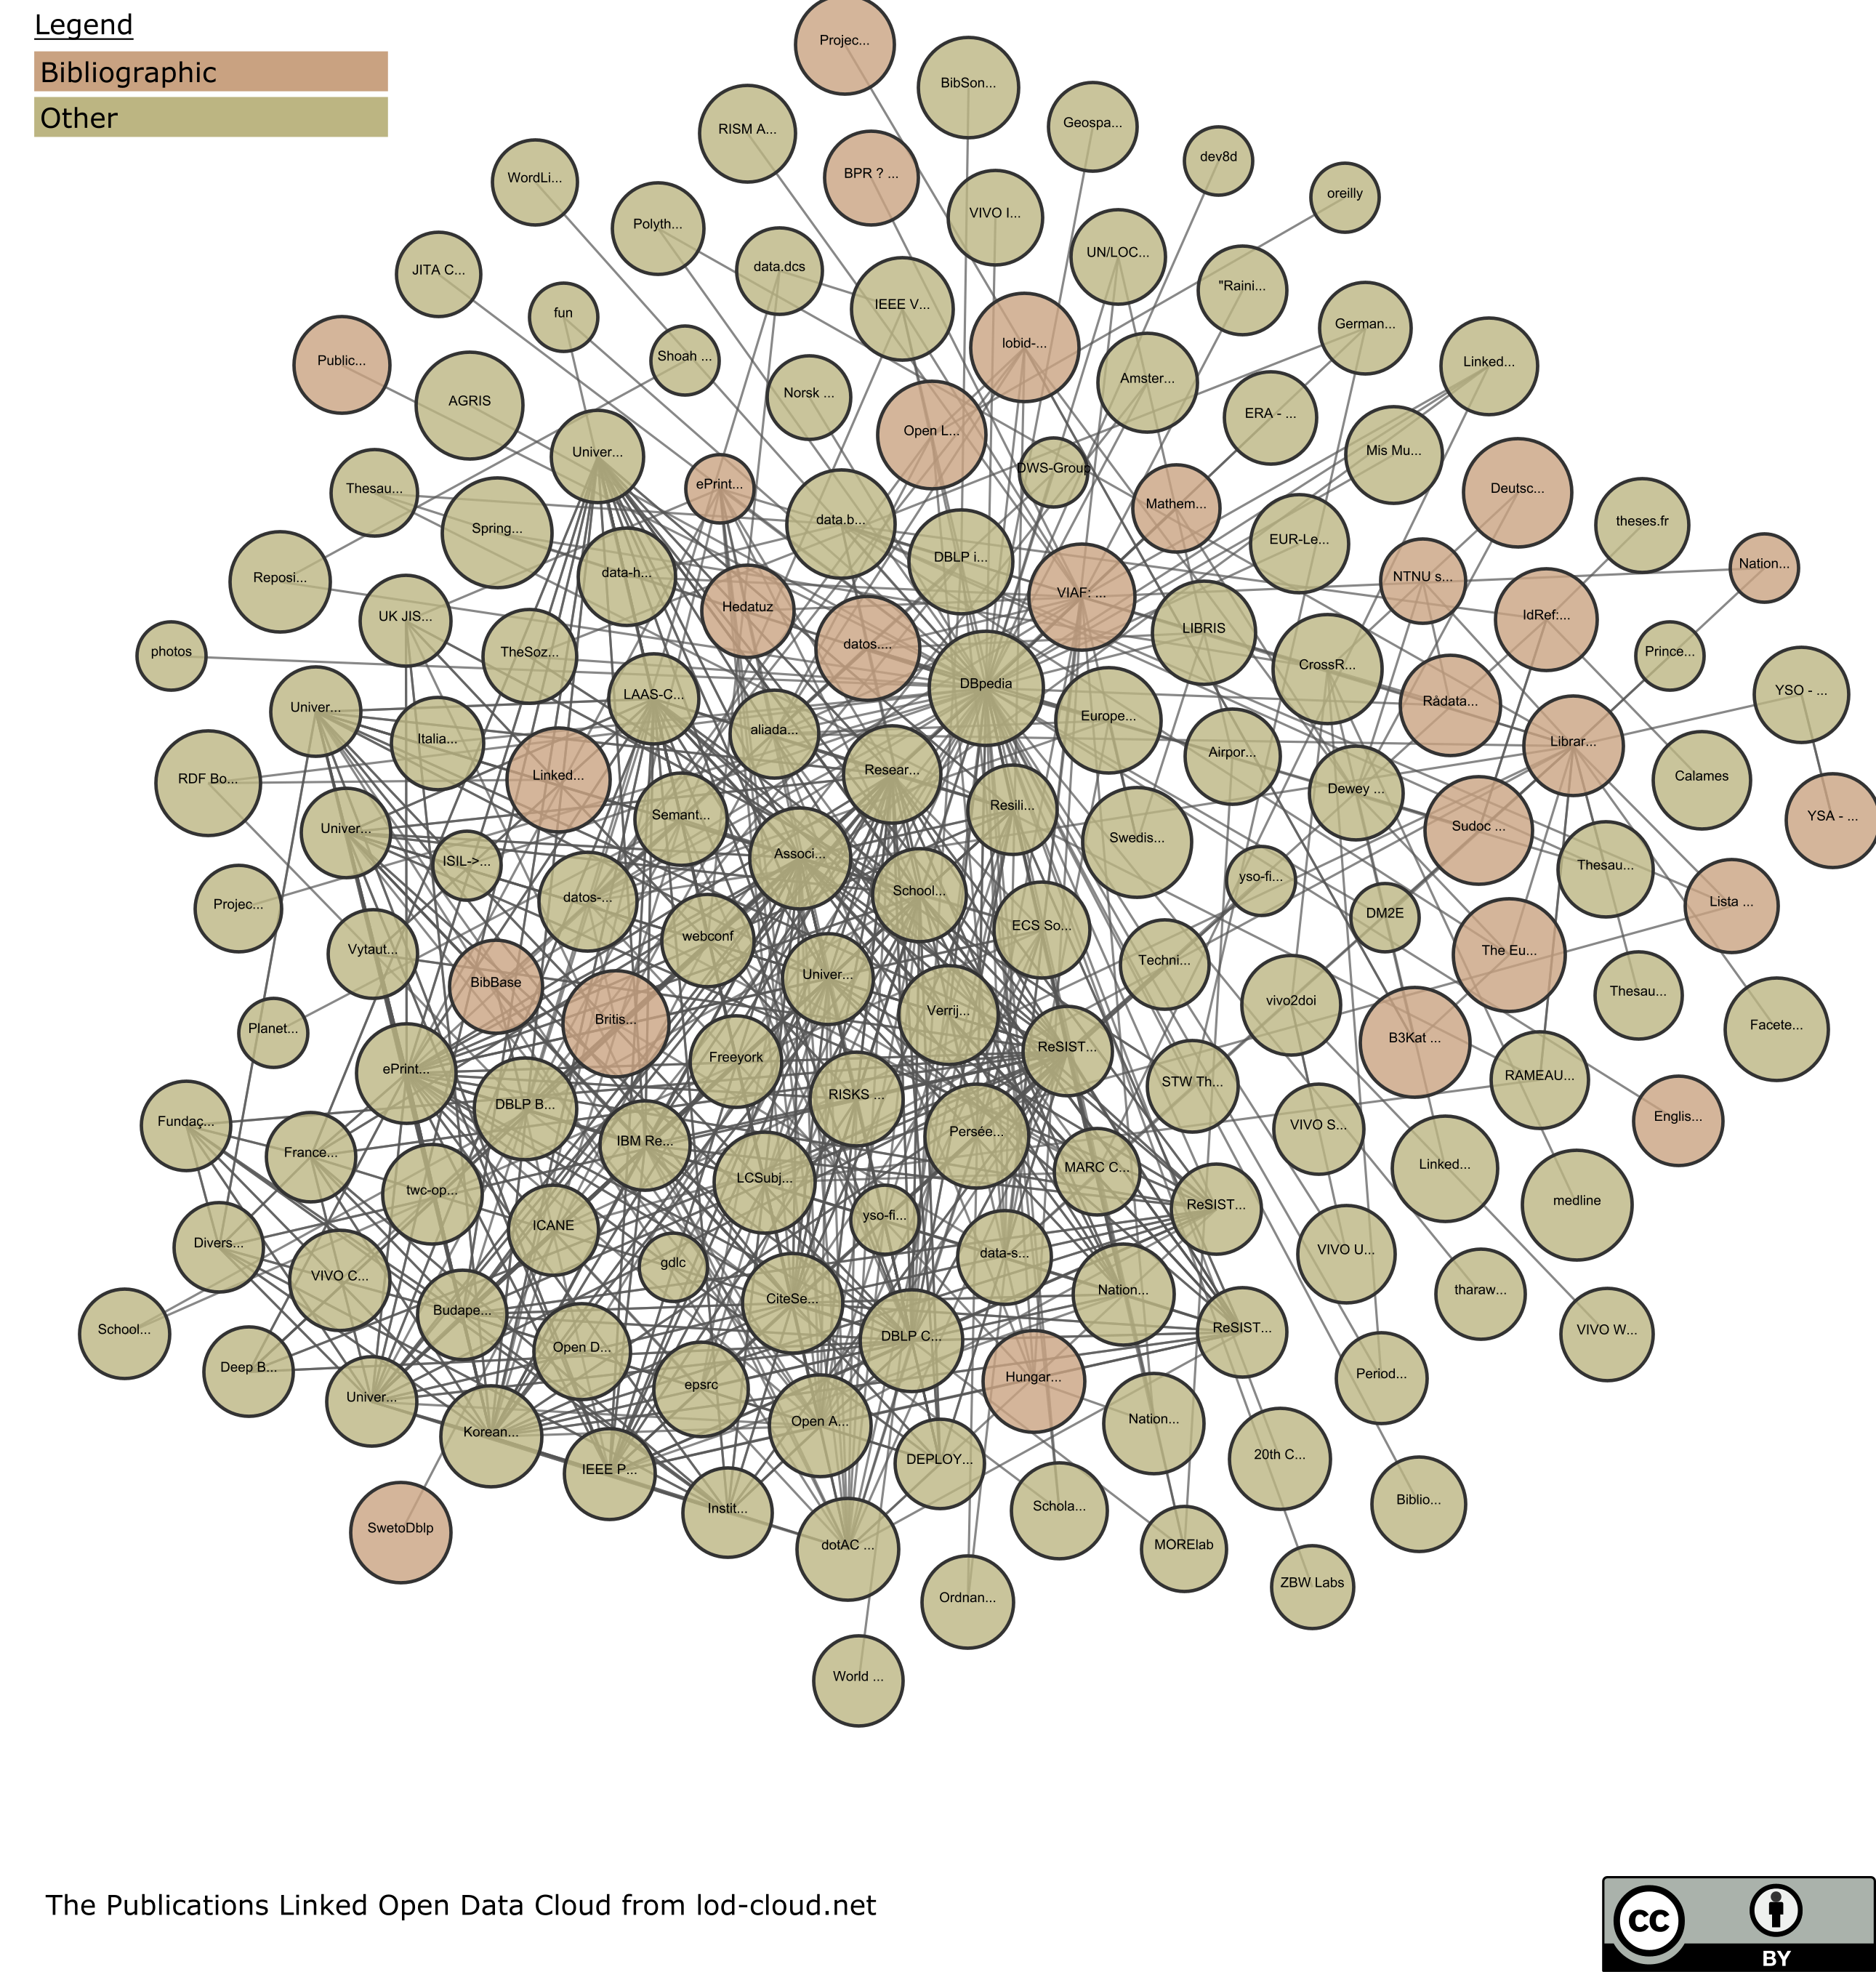 Legend
Bibliographic
Other
Projec...
BibSon...
Geospa...
RISM A...
dev8d
BPR ? ...
WordLi...
oreilly
VIVO I...
Polyth...
UN/LOC...
data.dcs
JITA C...
"Raini...
IEEE V...
fun
German...
lobid-...
Shoah ...
Public...
Linked...
Amster...
Norsk ...
AGRIS
ERA - ...
Open L...
Univer...
Mis Mu...
DWS-Group
ePrint...
Thesau...
Deutsc...
Mathem...
data.b...
theses.fr
Spring...
EUR-Le...
DBLP i...
Nation...
data-h...
Reposi...
NTNU s...
VIAF: ...
Hedatuz
UK JIS...
IdRef:...
LIBRIS
datos....
photos
TheSoz...
Prince...
CrossR...
DBpedia
YSO - ...
LAAS-C...
Rådata...
Univer...
Europe...
aliada...
Italia...
Librar...
Airpor...
RDF Bo...
Linked...
Resear...
Calames
Dewey ...
Resili...
Semant...
YSA - ...
Univer...
Sudoc ...
Swedis...
Associ...
ISIL->...
Thesau...
yso-fi...
School...
datos-...
Projec...
Lista ...
DM2E
ECS So...
webconf
Vytaut...
The Eu...
Techni...
Univer...
BibBase
Thesau...
vivo2doi
Verrij...
Britis...
Planet...
Facete...
B3Kat ...
ReSIST...
Freeyork
ePrint...
RAMEAU...
STW Th...
RISKS ...
DBLP B...
Englis...
Fundaç...
VIVO S...
Persée...
IBM Re...
France...
Linked...
MARC C...
LCSubj...
twc-op...
medline
ReSIST...
yso-fi...
ICANE
Divers...
VIVO U...
data-s...
gdlc
VIVO C...
tharaw...
Nation...
CiteSe...
Budape...
School...
VIVO W...
ReSIST...
DBLP C...
Open D...
Deep B...
Period...
Hungar...
epsrc
Univer...
Open A...
Nation...
Korean...
20th C...
DEPLOY...
IEEE P...
Biblio...
Schola...
Instit...
SwetoDblp
dotAC ...
MORElab
ZBW Labs
Ordnan...
World ...
The Publications Linked Open Data Cloud from lod-cloud.net
cc
BY